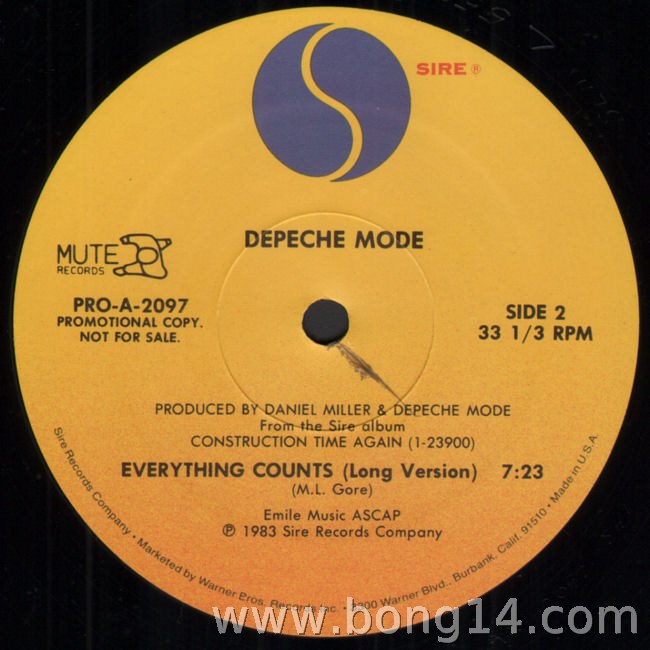 SIRE ®
DEPECHE MODE
MUTE
RECORDS
PRO-A-2097
PROMOTIONAL COPY.
NOT FOR SALE.
SIDE 2
33 1/3 RPM
PRODUCED BY DANIEL MILLER & DEPECHE MODE
From the Sire album
CONSTRUCTION TIME AGAIN (1-23900)
EVERYTHING COUNTS (Long Version) 7:23
(M.L. Gore)
Emile Music ASCAP
℗ 1983 Sire Records Company
Sire Records Company • Marketed by Warner Bros. Records Inc. • 3300 Warner Blvd., Burbank, Calif. 91510 • Made in U.S.A.
www.bong14.com